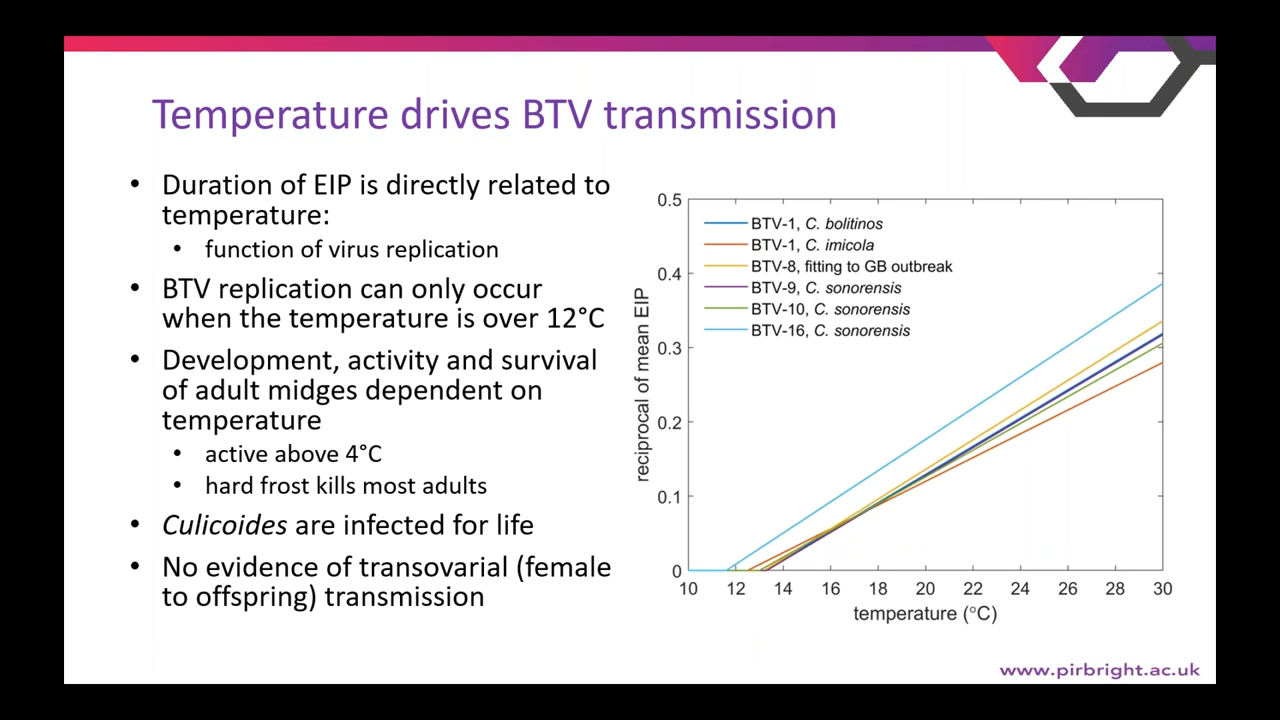 Temperature drives BTV transmission
• Duration of EIP is directly related to
temperature:
• function of virus replication
• BTV replication can only occur
when the temperature is over 12°C
• Development, activity and survival
of adult midges dependent on
temperature
• active above 4°C
• hard frost kills most adults
• Culicoides are infected for life
• No evidence of transovarial (female
to offspring) transmission
reciprocal of mean EIP
0.5
0.4
0.3
0.2
0.1
0
BTV-1, C. bolitinos
BTV-1, C. imicola
BTV-8, fitting to GB outbreak
BTV-9, C. sonorensis
BTV-10, C. sonorensis
BTV-16, C. sonorensis
10 12 14 16 18 20 22 24 26 28 30
temperature (°C)
www.pirbright.ac.uk